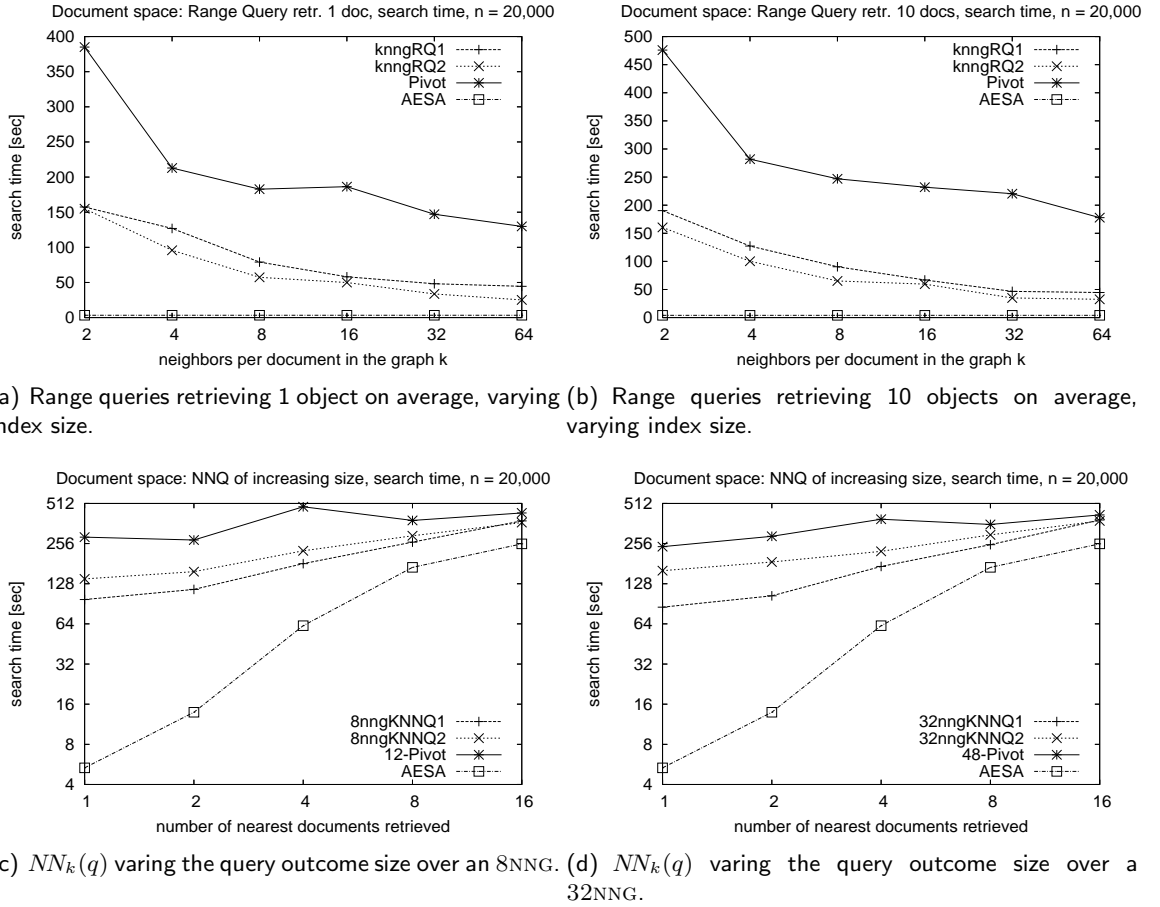 Document space: Range Query retr. 1 doc, search time, n = 20,000
400
350
300
250
200
150
100
50
0
search time [sec]
knngRQ1
knngRQ2
Pivot
AESA
2 4 8 16 32 64
neighbors per document in the graph k
a) Range queries retrieving 1 object on average, varying
ndex size.
Document space: Range Query retr. 10 docs, search time, n = 20,000
500
450
400
350
300
250
200
150
100
50
0
search time [sec]
knngRQ1
knngRQ2
Pivot
AESA
2 4 8 16 32 64
neighbors per document in the graph k
(b) Range queries retrieving 10 objects on average,
varying index size.
Document space: NNQ of increasing size, search time, n = 20,000
512
256
128
64
32
16
8
4
search time [sec]
8nngKNNQ1
8nngKNNQ2
12-Pivot
AESA
1 2 4 8 16
number of nearest documents retrieved
c) NN_k(q) varing the query outcome size over an 8NNG.
Document space: NNQ of increasing size, search time, n = 20,000
512
256
128
64
32
16
8
4
search time [sec]
32nngKNNQ1
32nngKNNQ2
48-Pivot
AESA
1 2 4 8 16
number of nearest documents retrieved
(d) NN_k(q) varing the query outcome size over a
32NNG.